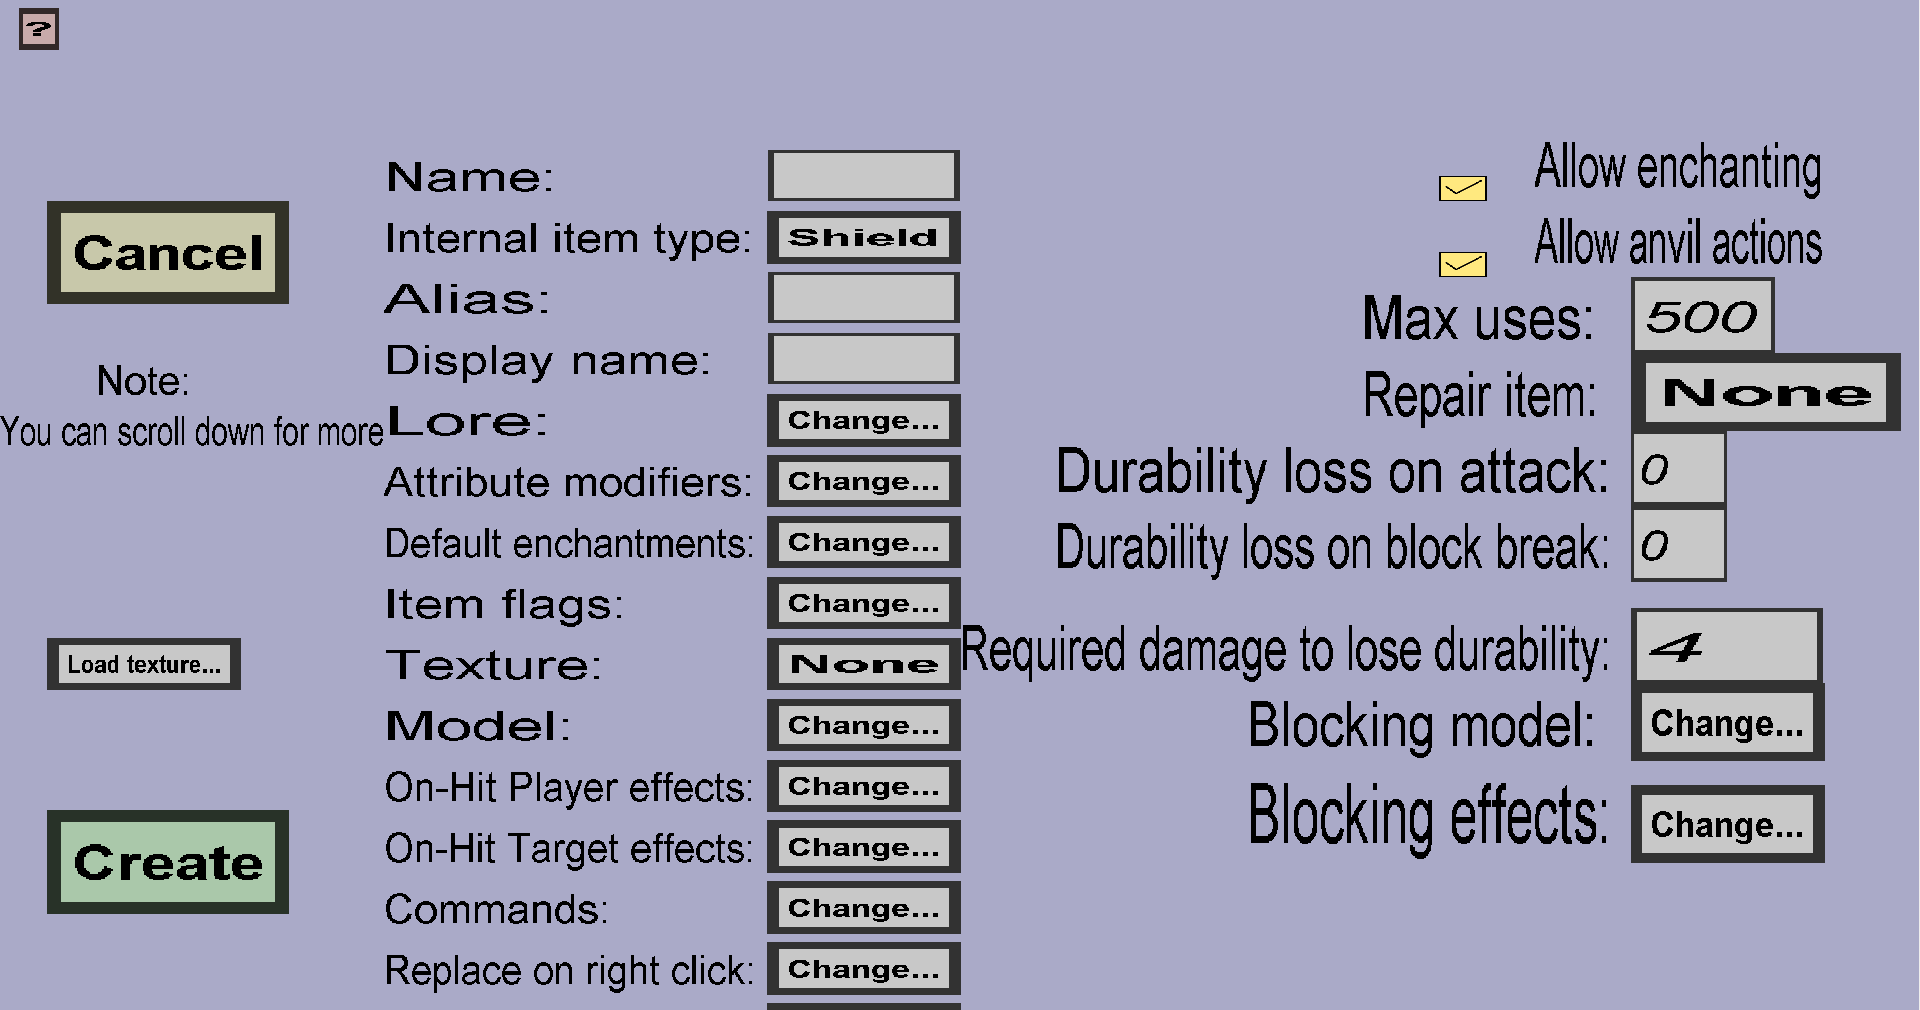 ?
Cancel
Note:
You can scroll down for more
Load texture...
Create
Name:
Internal item type: Shield
Alias:
Display name:
Lore: Change...
Attribute modifiers: Change...
Default enchantments: Change...
Item flags: Change...
Texture: None
Model: Change...
On-Hit Player effects: Change...
On-Hit Target effects: Change...
Commands: Change...
Replace on right click: Change...
Allow enchanting
Allow anvil actions
Max uses: 500
Repair item: None
Durability loss on attack: 0
Durability loss on block break: 0
Required damage to lose durability: 4
Blocking model: Change...
Blocking effects: Change...